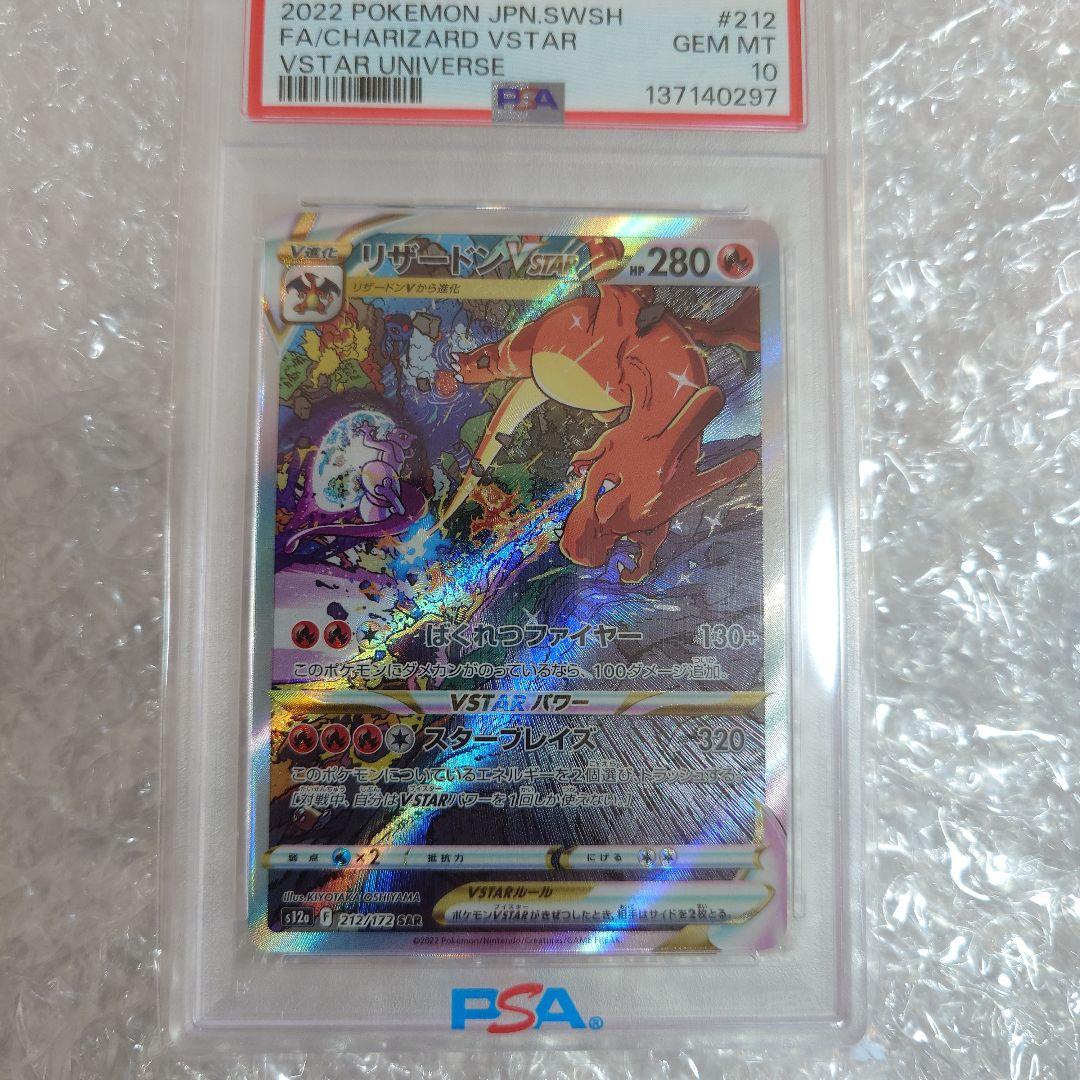 2022 POKEMON JPN.SWSH #212
FA/CHARIZARD VSTAR GEM MT
VSTAR UNIVERSE 10
PSA 137140297
V進化 リザードンVSTAR HP 280
リザードンVから進化
ばくれつファイヤー 130+
このポケモンにダメカンがのっているなら、100ダメージ追加。
VSTARパワー
スターブレイズ 320
このポケモンについているエネルギーを2個選び、トラッシュする。
[対戦中、自分はVSTARパワーを1回しか使えない。]
弱点 ×2 抵抗力 にげる
illus.KIYOTAKA OSHIYAMA
VSTARルール
ポケモンVSTARがきぜつしたとき、相手はサイドを2枚とる。
s12a F 212/172 SAR
©2022 Pokémon/Nintendo/Creatures/GAME FREAK
PSA®